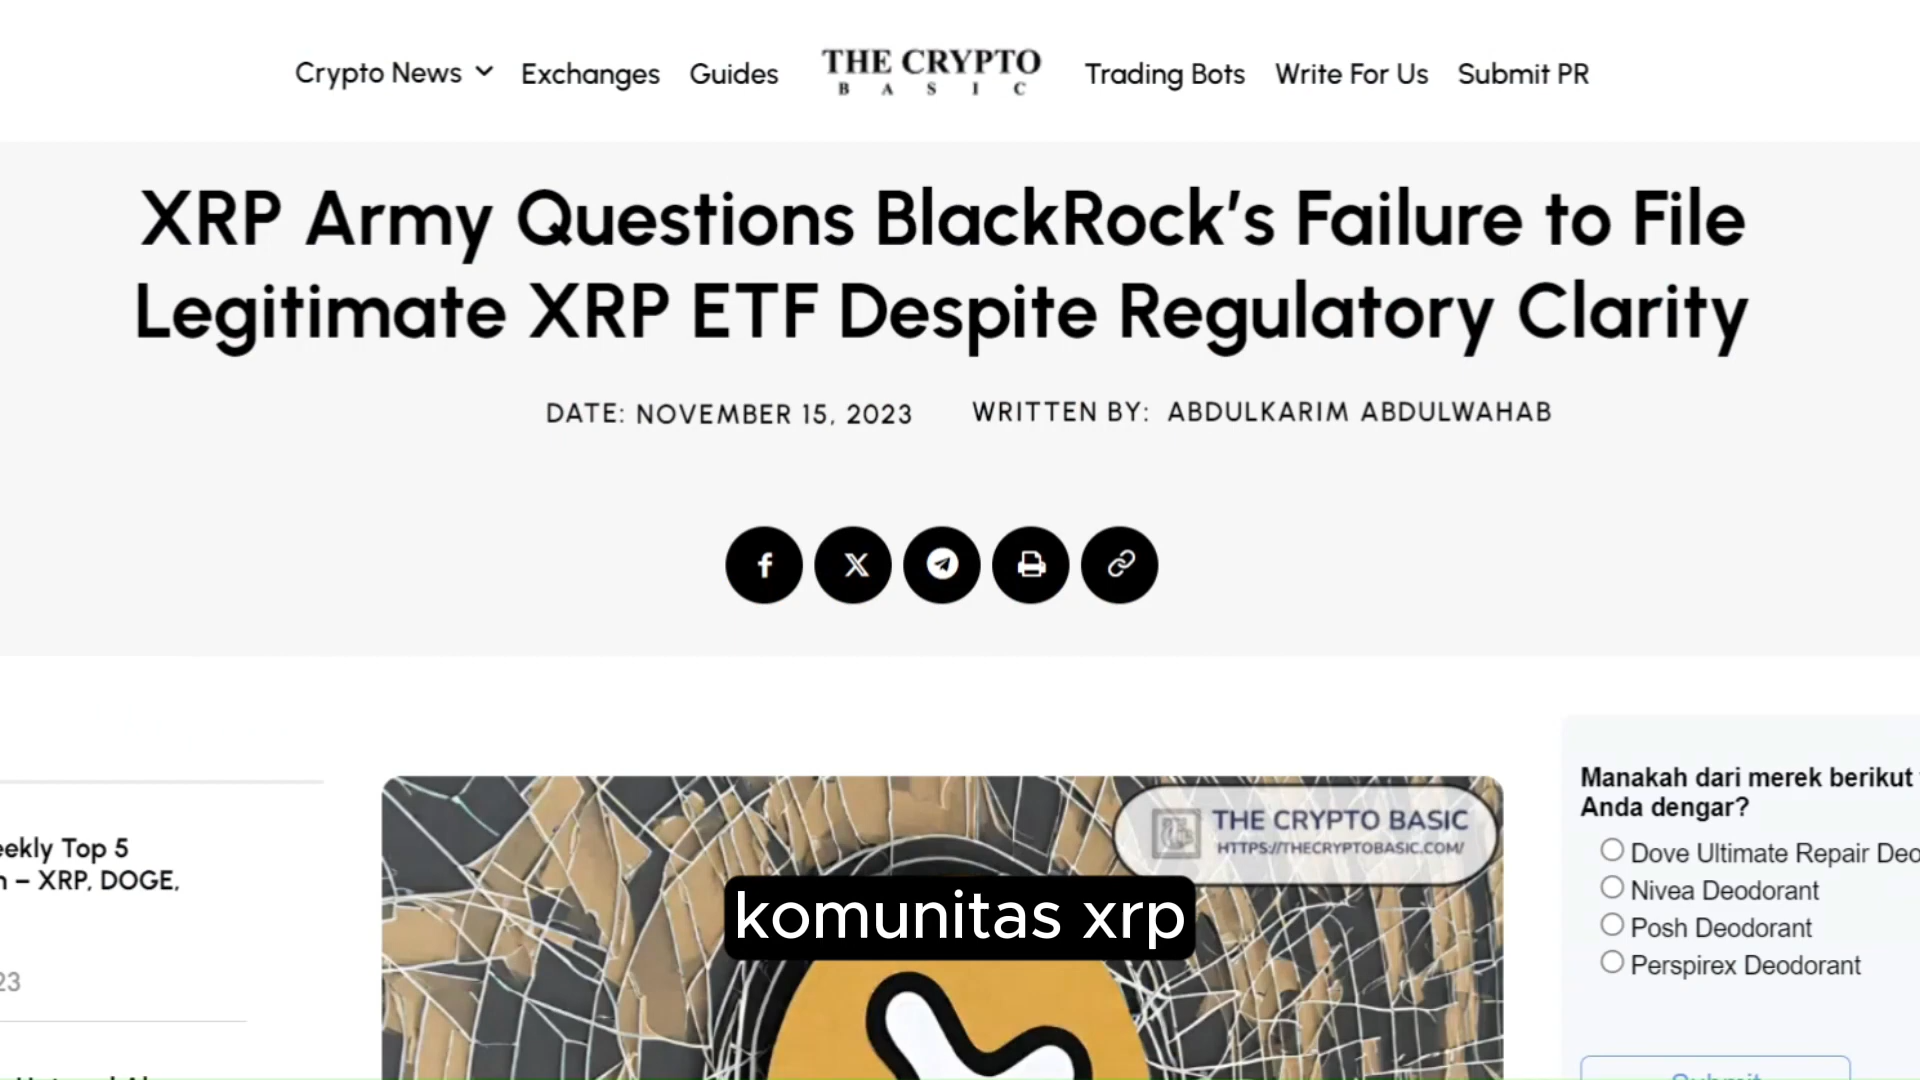 Crypto News
Exchanges
Guides
THE CRYPTO
BASIC
Trading Bots
Write For Us
Submit PR
XRP Army Questions BlackRock’s Failure to File
Legitimate XRP ETF Despite Regulatory Clarity
DATE: NOVEMBER 15, 2023
WRITTEN BY: ABDULKARIM ABDULWAHAB
Top 5
– XRP, DOGE,
23
THE CRYPTO BASIC
HTTPS://THECRYPTOBASIC.COM/
komunitas xrp
Manakah dari merek berikut
Anda dengar?
Dove Ultimate Repair
Nivea Deodorant
Posh Deodorant
Perspirex Deodorant
Submit